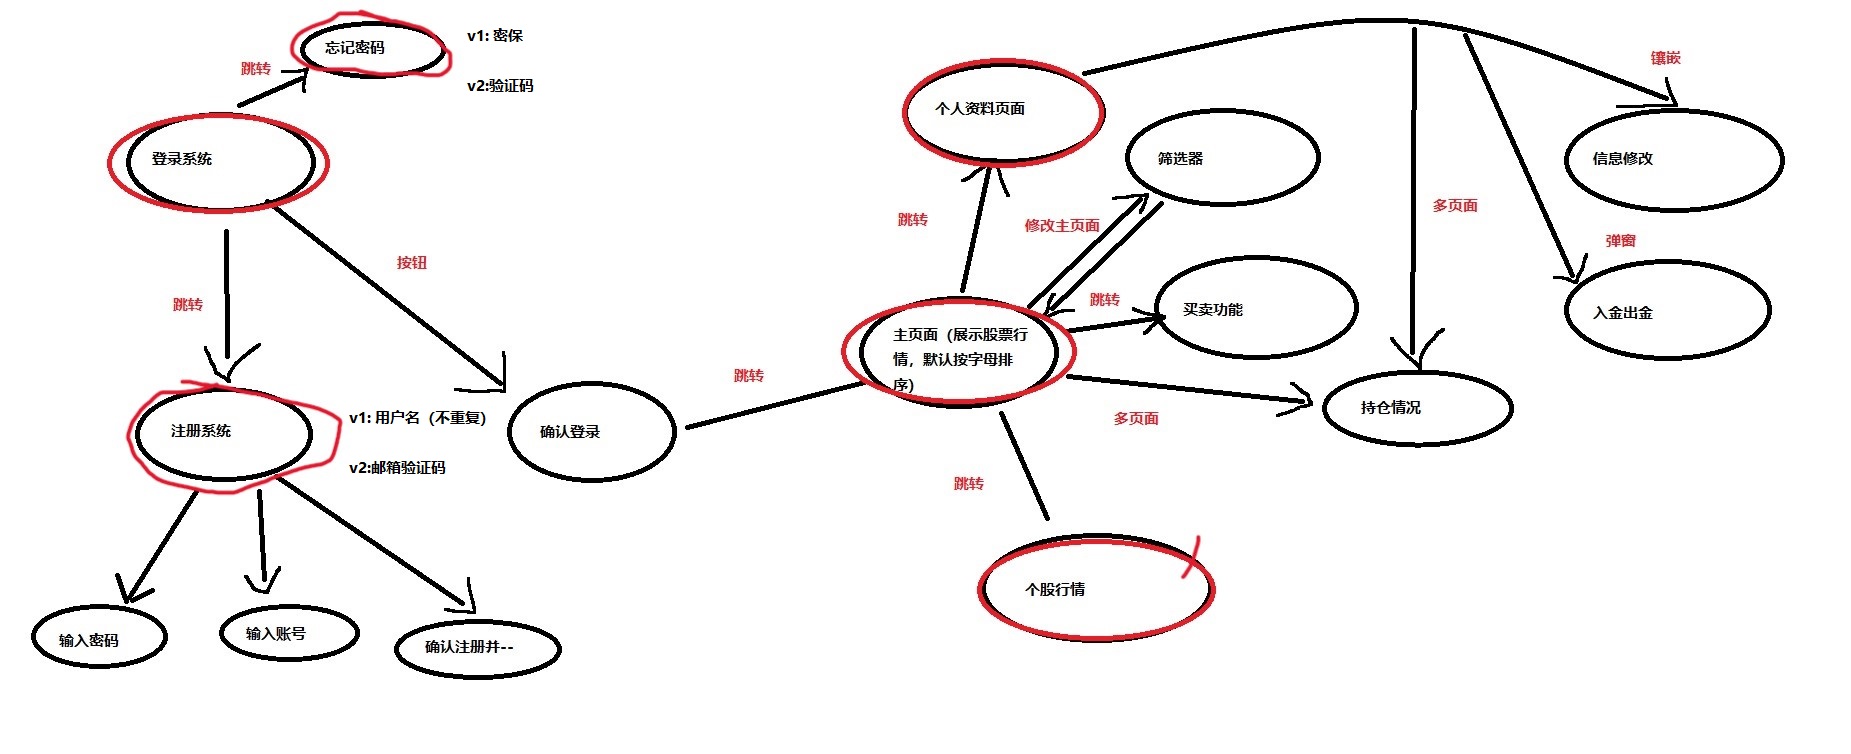 忘记密码
v1: 密保
跳转
v2:验证码
登录系统
按钮
跳转
注册系统
v1: 用户名（不重复）
v2:邮箱验证码
确认登录
输入密码
输入账号
确认注册并--
跳转
个人资料页面
镶嵌
筛选器
信息修改
跳转
修改主页面
多页面
弹窗
跳转
买卖功能
入金出金
主页面（展示股票行
情，默认按字母排
序）
多页面
持仓情况
跳转
个股行情